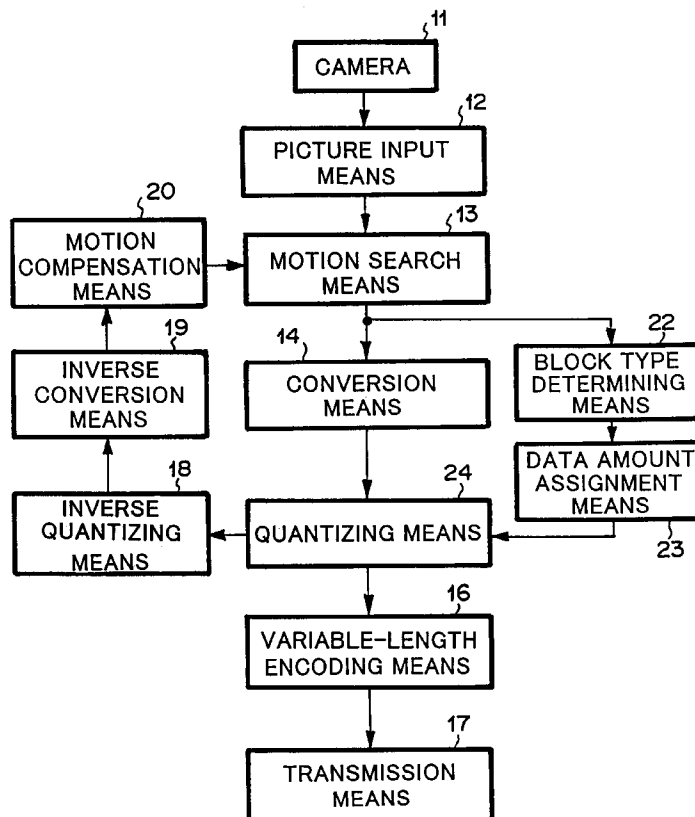 11
CAMERA
12
PICTURE INPUT
MEANS
20
MOTION
COMPENSATION
MEANS
13
MOTION SEARCH
MEANS
19
INVERSE
CONVERSION
MEANS
14
CONVERSION
MEANS
22
BLOCK TYPE
DETERMINING
MEANS
DATA AMOUNT
ASSIGNMENT
MEANS
23
18
INVERSE
QUANTIZING
MEANS
24
QUANTIZING MEANS
16
VARIABLE-LENGTH
ENCODING MEANS
17
TRANSMISSION
MEANS